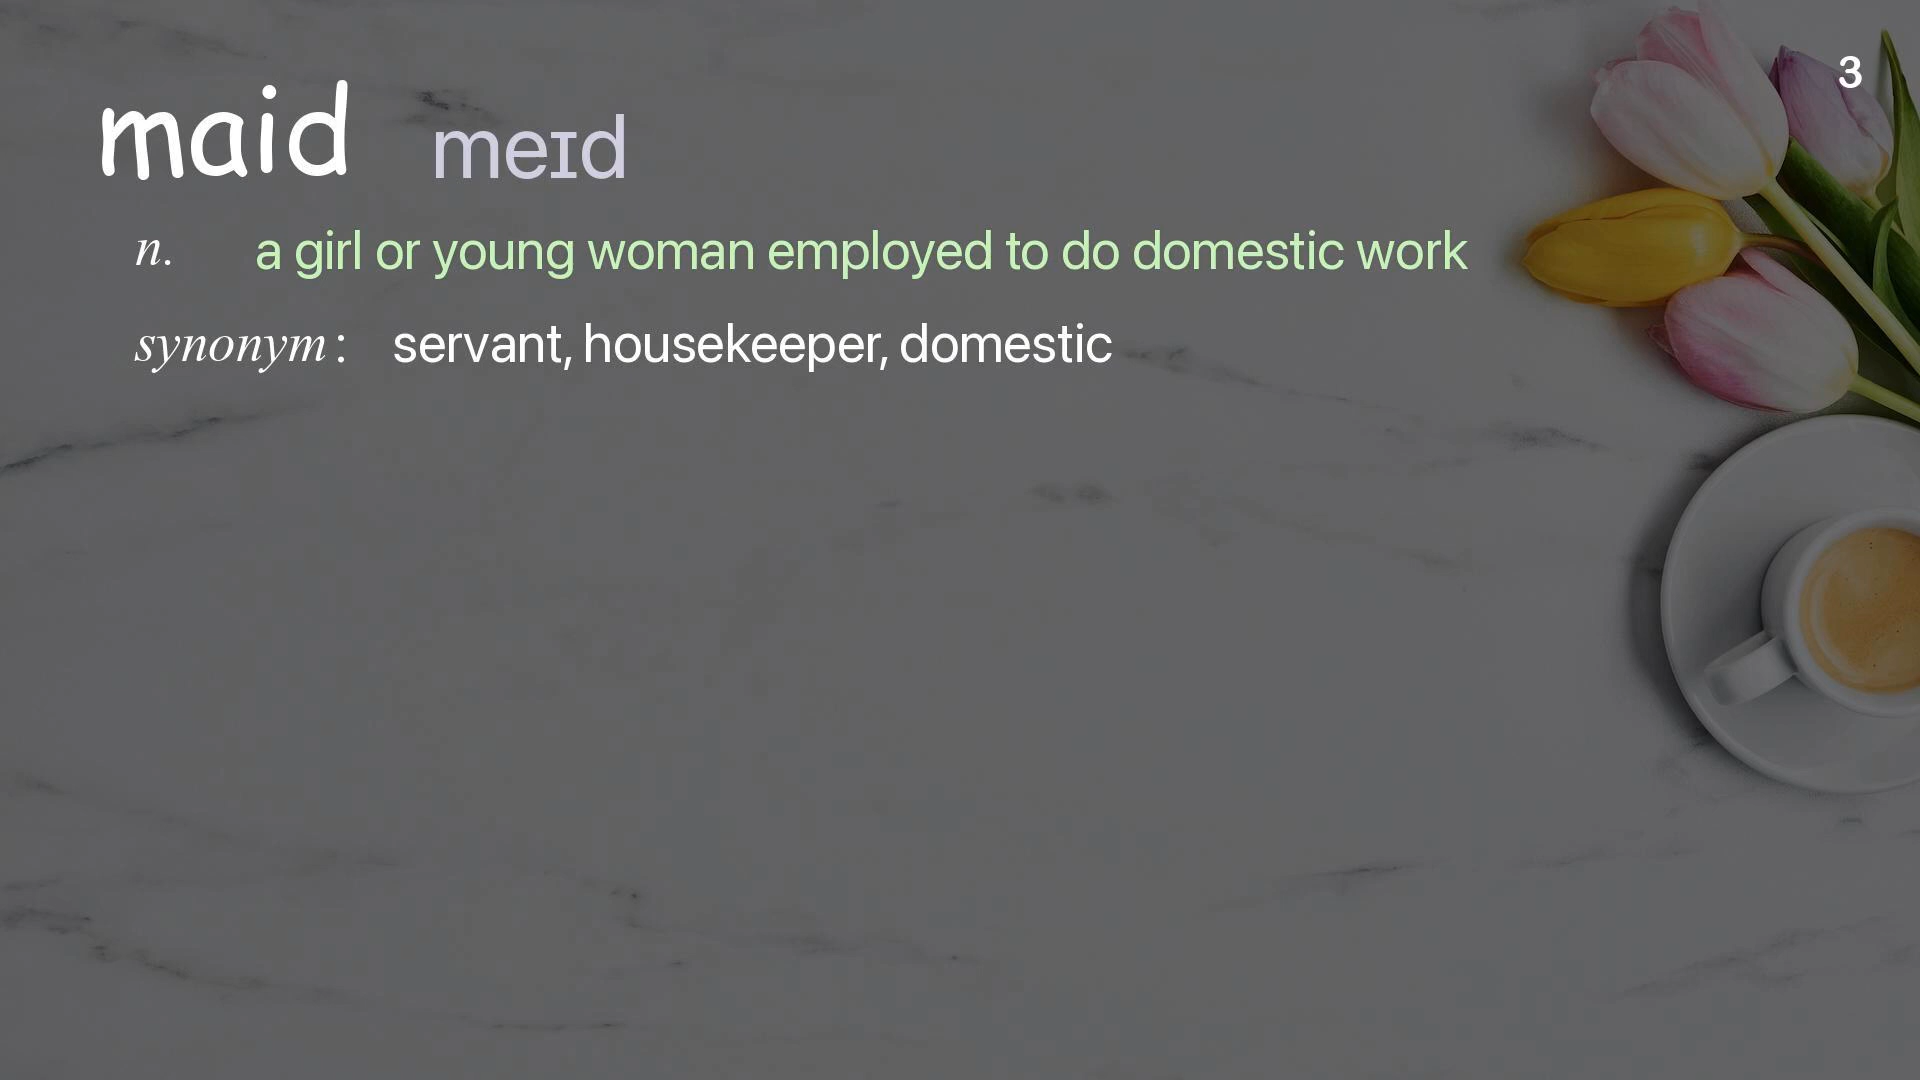 3
maid meɪd
n. a girl or young woman employed to do domestic work
synonym: servant, housekeeper, domestic